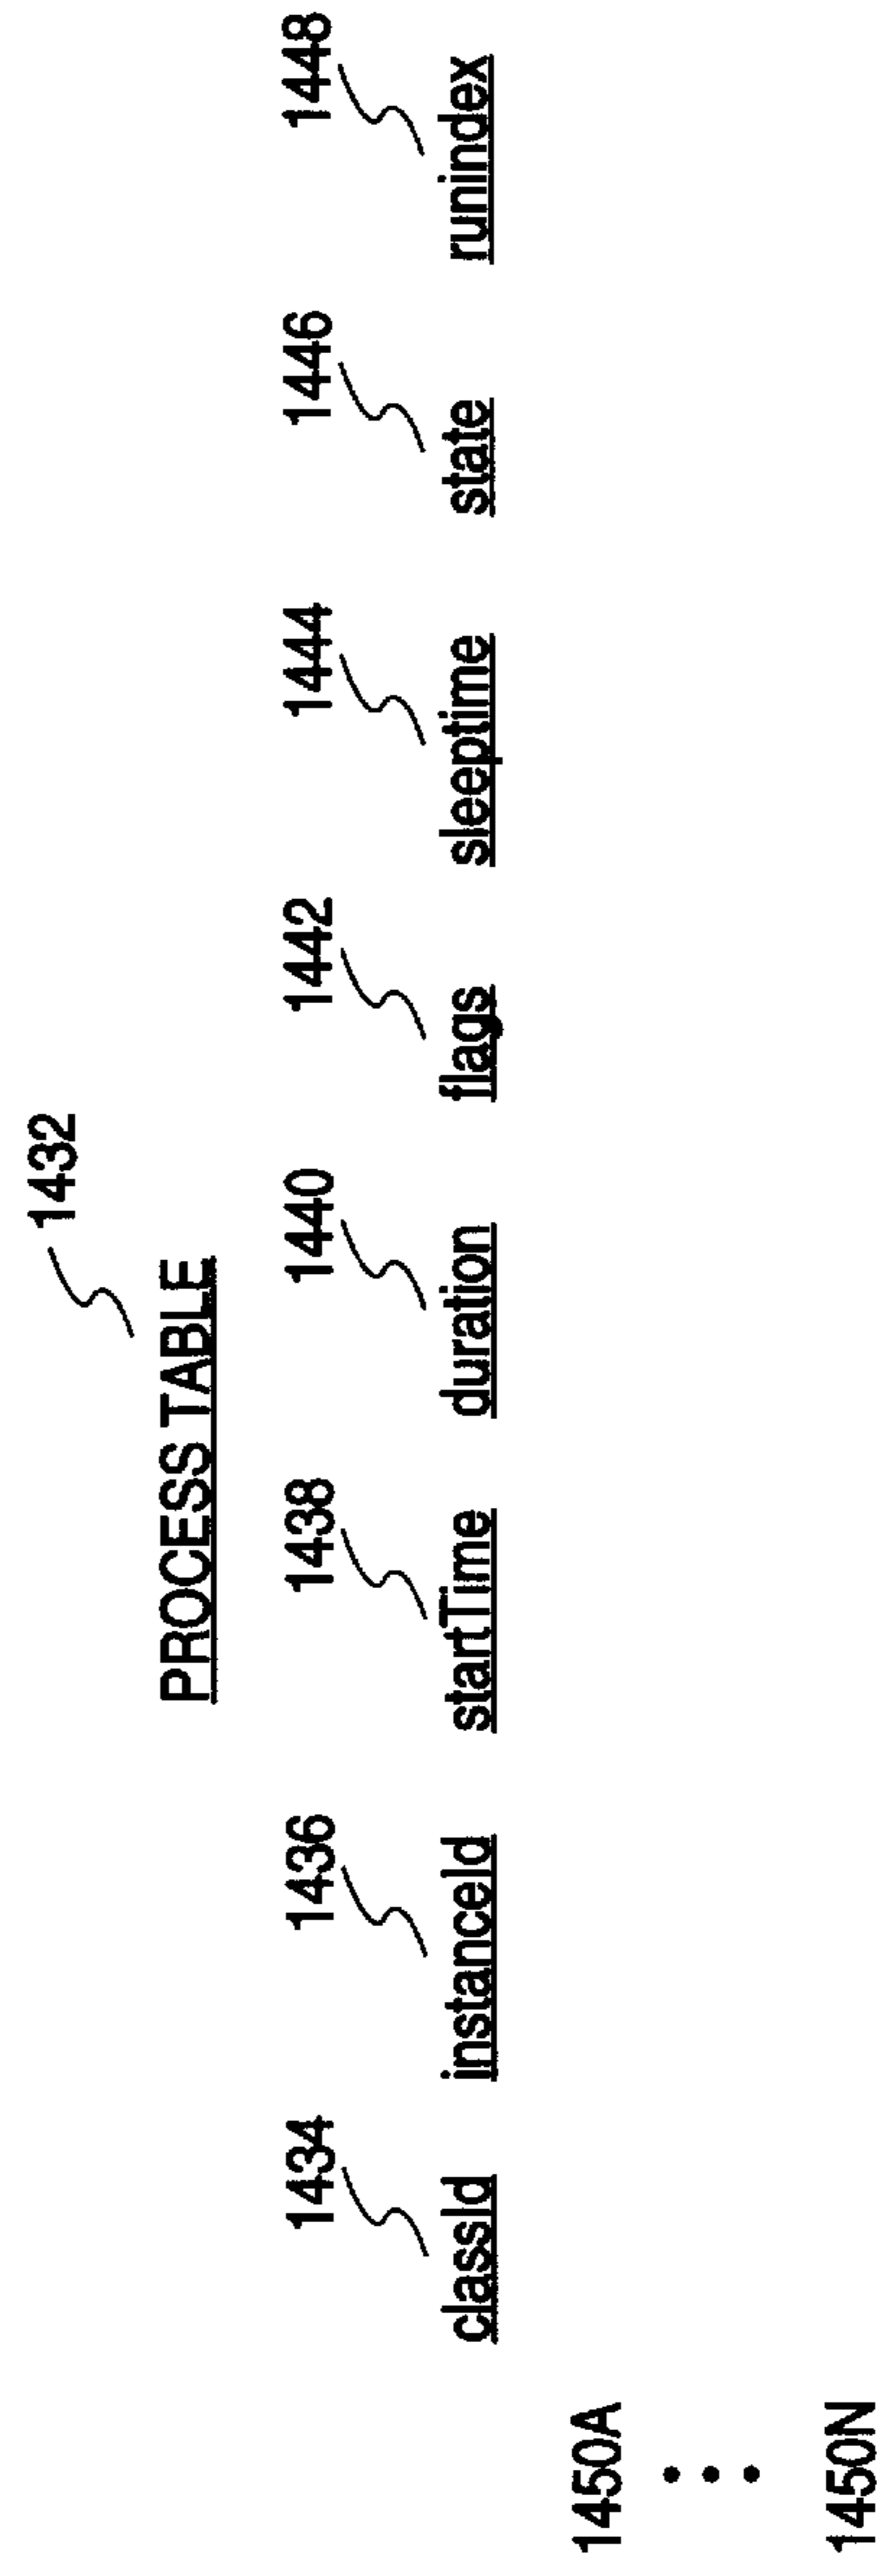 1432
PROCESS TABLE
1434 1436 1438 1440 1442 1444 1446 1448
classId instanceId startTime duration flags sleeptime state runindex
1450A
1450N